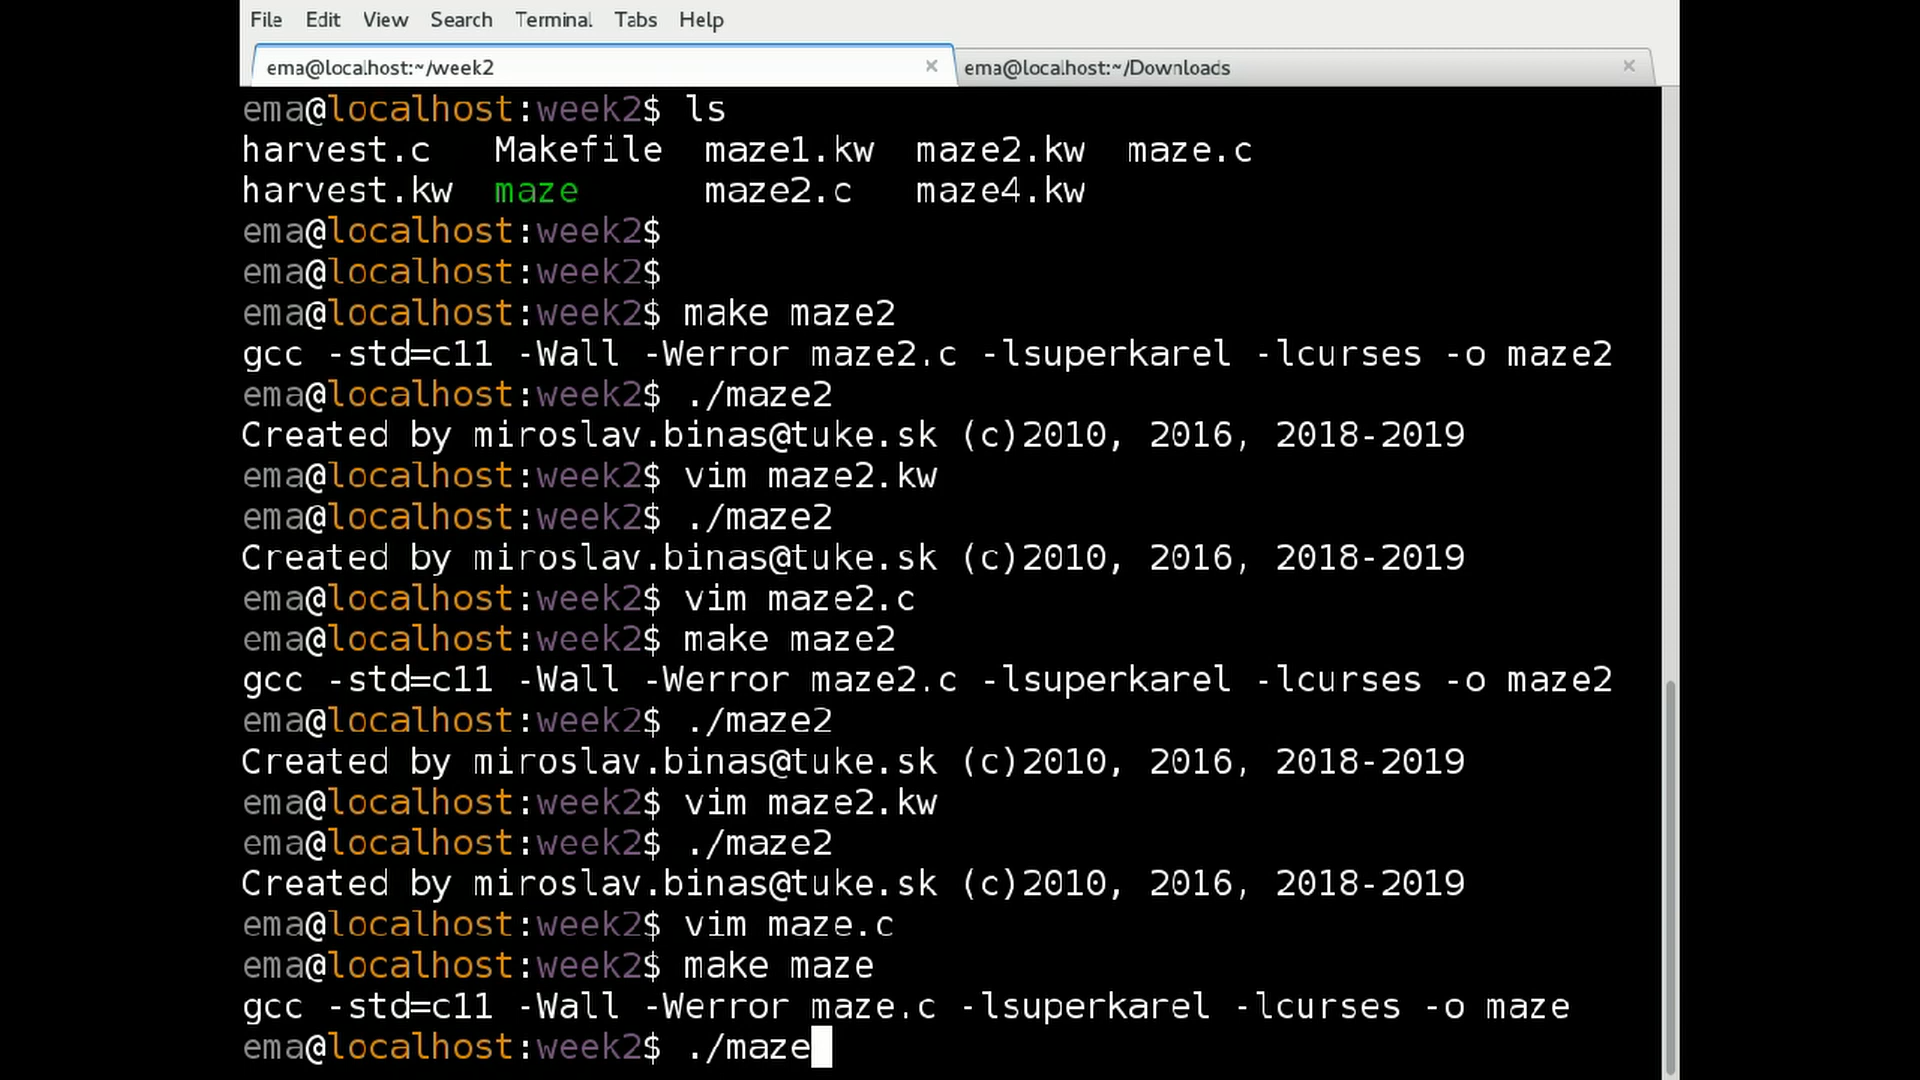 File Edit View Search Terminal Tabs Help
ema@localhost:~/week2 × ema@localhost:~/Downloads ×
ema@localhost:week2$ ls
harvest.c Makefile maze1.kw maze2.kw maze.c
harvest.kw maze maze2.c maze4.kw
ema@localhost:week2$
ema@localhost:week2$
ema@localhost:week2$ make maze2
gcc -std=c11 -Wall -Werror maze2.c -lsuperkarel -lcurses -o maze2
ema@localhost:week2$ ./maze2
Created by miroslav.binas@tuke.sk (c)2010, 2016, 2018-2019
ema@localhost:week2$ vim maze2.kw
ema@localhost:week2$ ./maze2
Created by miroslav.binas@tuke.sk (c)2010, 2016, 2018-2019
ema@localhost:week2$ vim maze2.c
ema@localhost:week2$ make maze2
gcc -std=c11 -Wall -Werror maze2.c -lsuperkarel -lcurses -o maze2
ema@localhost:week2$ ./maze2
Created by miroslav.binas@tuke.sk (c)2010, 2016, 2018-2019
ema@localhost:week2$ vim maze2.kw
ema@localhost:week2$ ./maze2
Created by miroslav.binas@tuke.sk (c)2010, 2016, 2018-2019
ema@localhost:week2$ vim maze.c
ema@localhost:week2$ make maze
gcc -std=c11 -Wall -Werror maze.c -lsuperkarel -lcurses -o maze
ema@localhost:week2$ ./maze